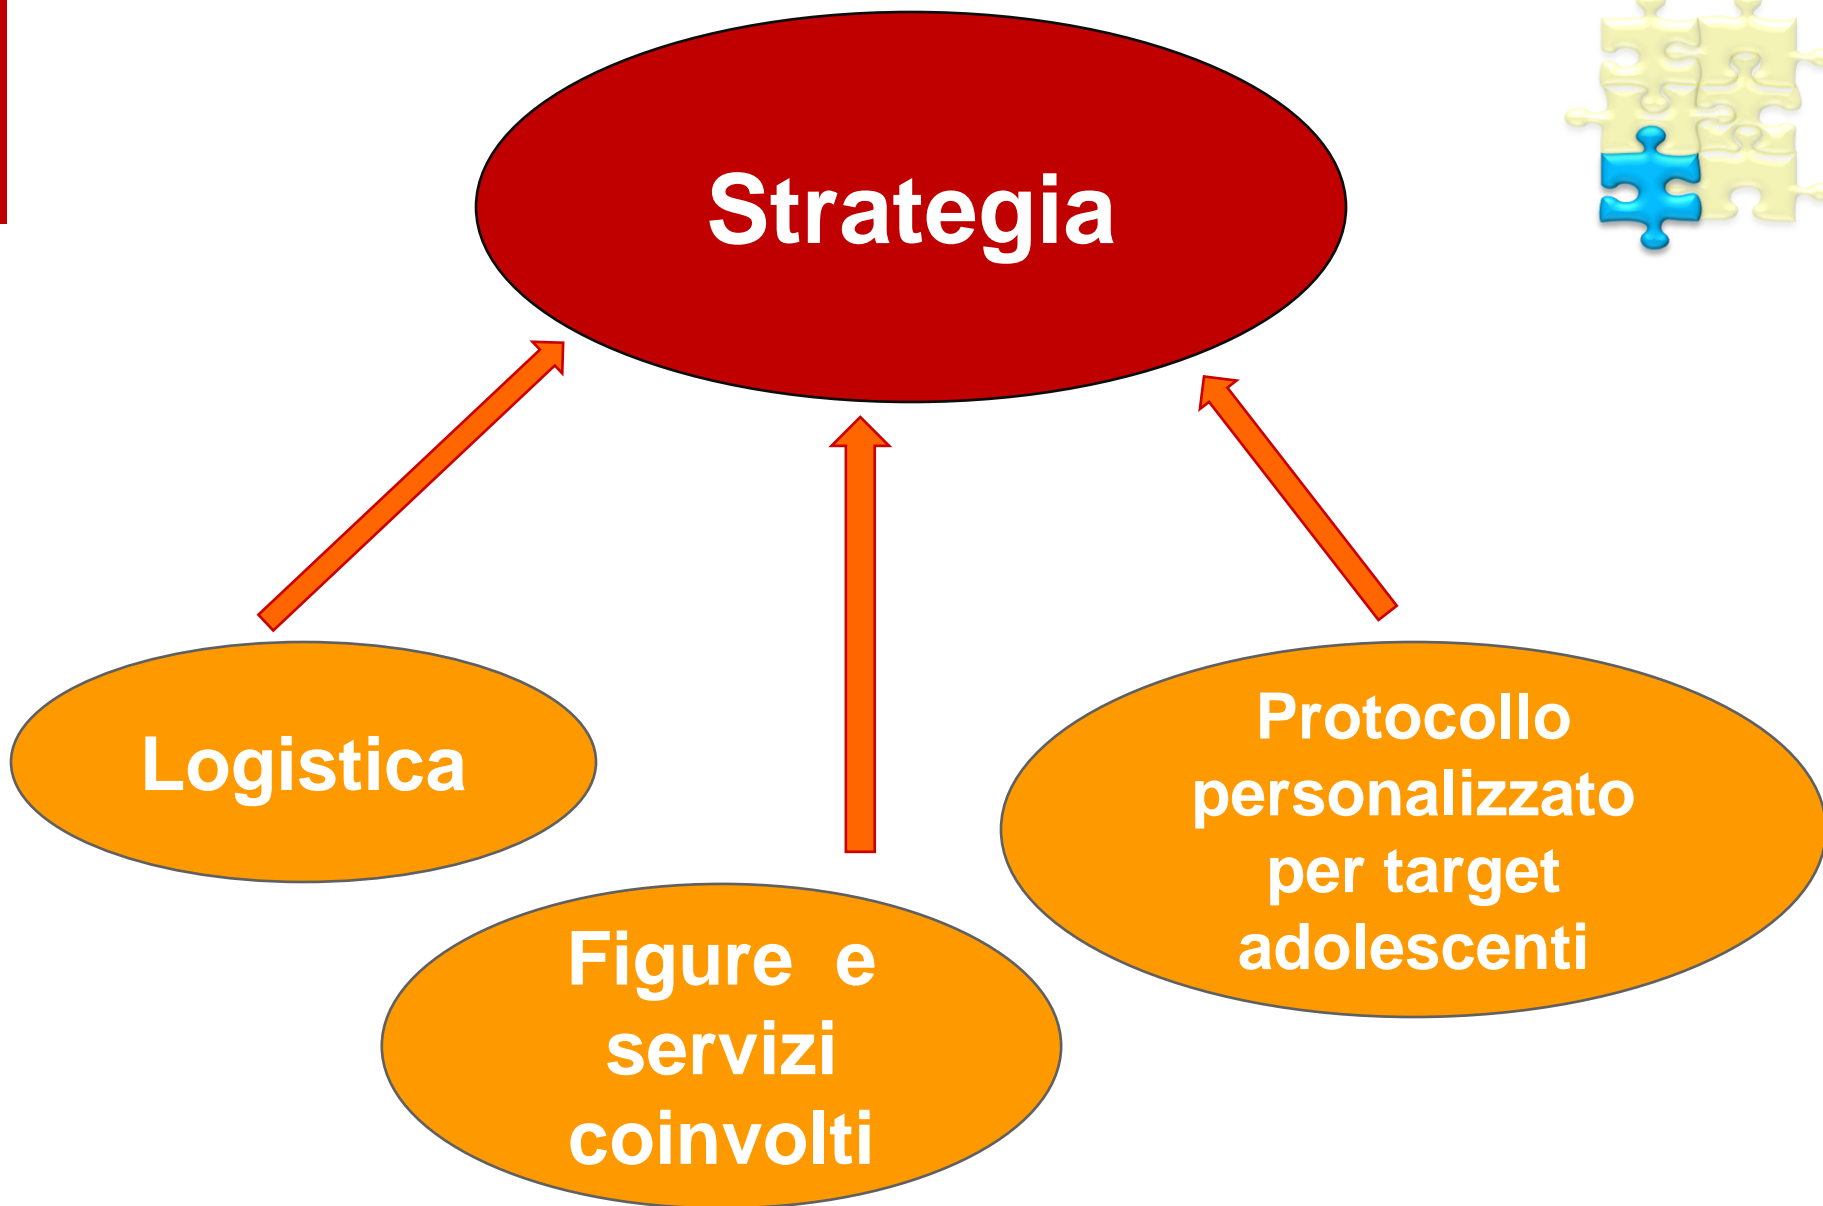 Strategia
Logistica
Figure e
servizi
coinvolti
Protocollo
personalizzato
per target
adolescenti